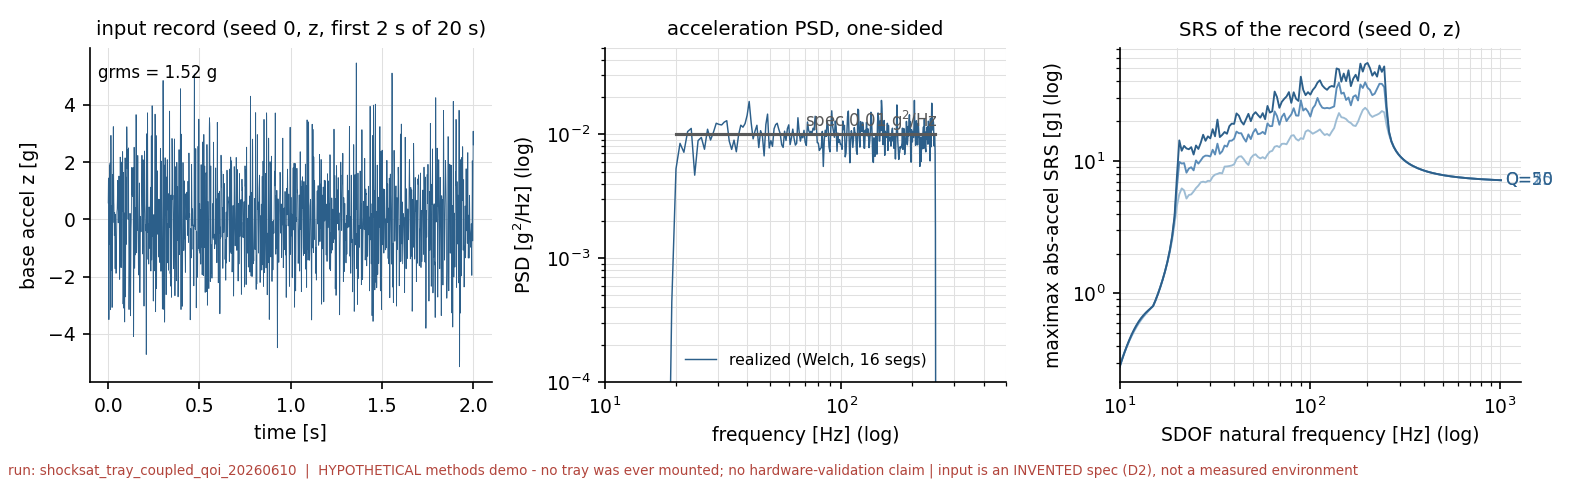 input record (seed 0, z, first 2 s of 20 s)
grms = 1.52 g
base accel z [g]
4
2
0
−2
−4
0.0
0.5
1.0
1.5
2.0
time [s]
acceleration PSD, one-sided
PSD [g²/Hz] (log)
10⁻²
10⁻³
10⁻⁴
10¹
10²
spec g²/Hz
realized (Welch, 16 segs)
frequency [Hz] (log)
SRS of the record (seed 0, z)
maximax abs-accel SRS [g] (log)
10¹
10⁰
10¹
10²
10³
SDOF natural frequency [Hz] (log)
run: shocksat_tray_coupled_qoi_20260610 | HYPOTHETICAL methods demo - no tray was ever mounted; no hardware-validation claim | input is an INVENTED spec (D2), not a measured environment